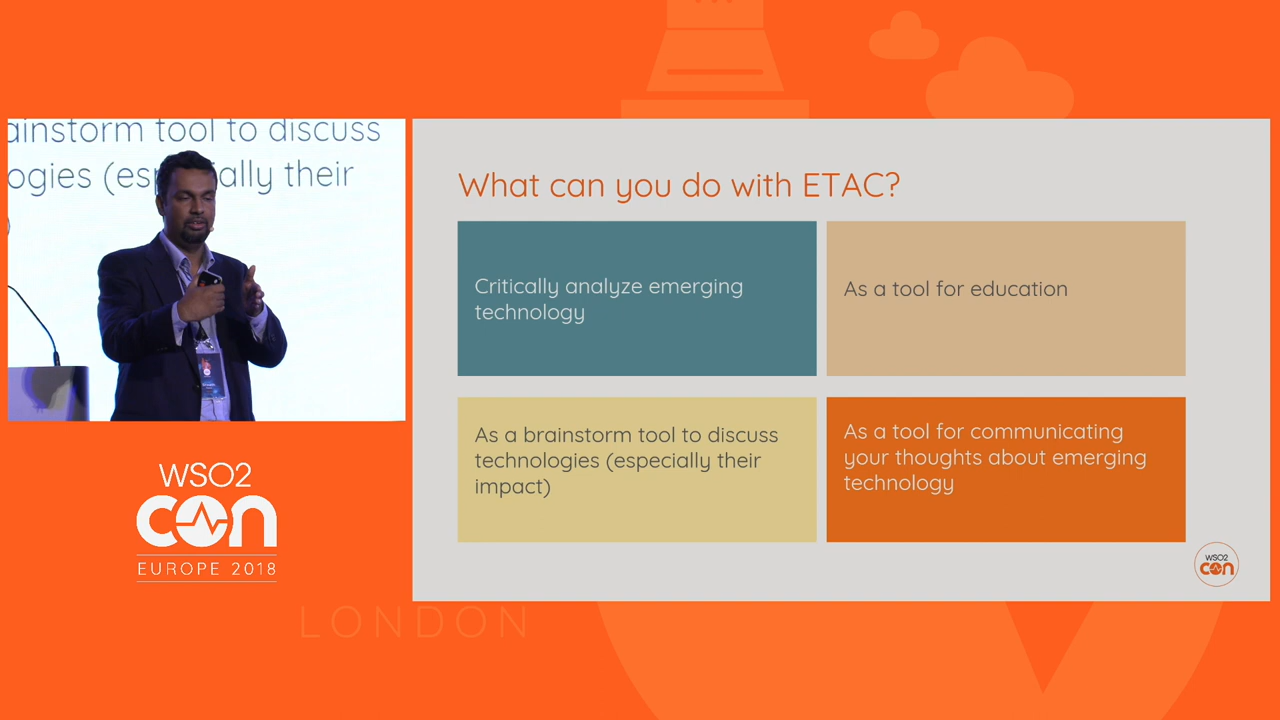 ainstorm tool to discuss
ogies (esp ially their
What can you do with ETAC?
Critically analyze emerging
technology
As a tool for education
As a brainstorm tool to discuss
technologies (especially their
impact)
As a tool for communicating
your thoughts about emerging
technology
WSO2
con
EUROPE 2018
LONDON
WSO2
con